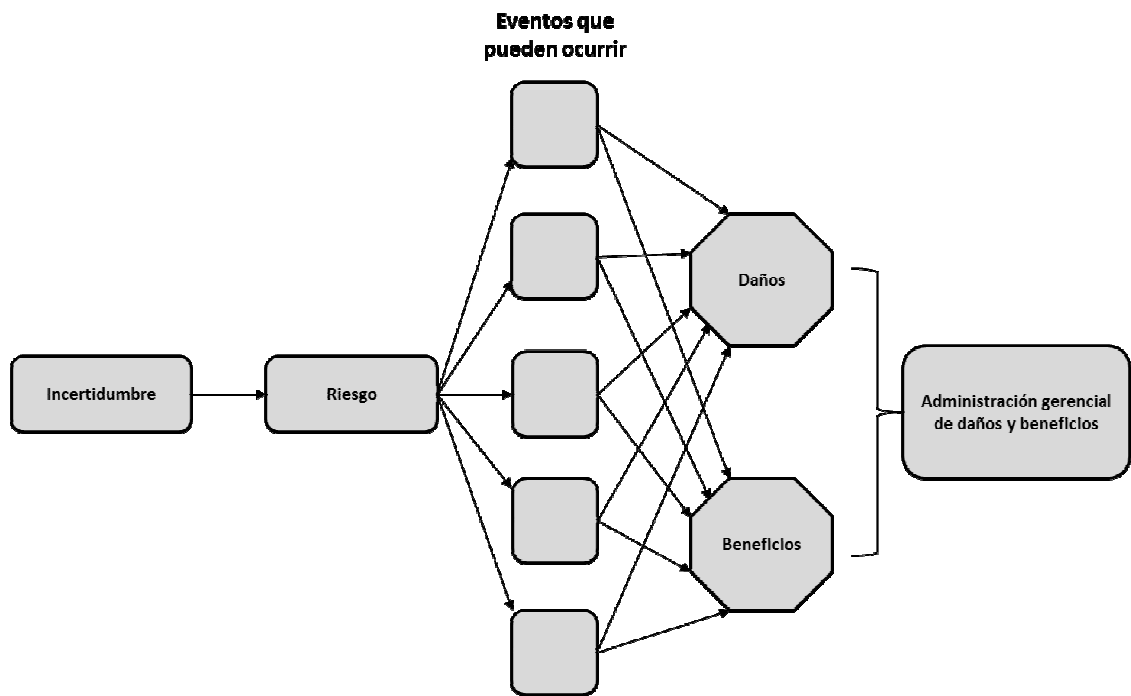 Eventos que
pueden ocurrir
Daños
Incertidumbre
Riesgo
Administración gerencial
de daños y beneficios
Beneficios